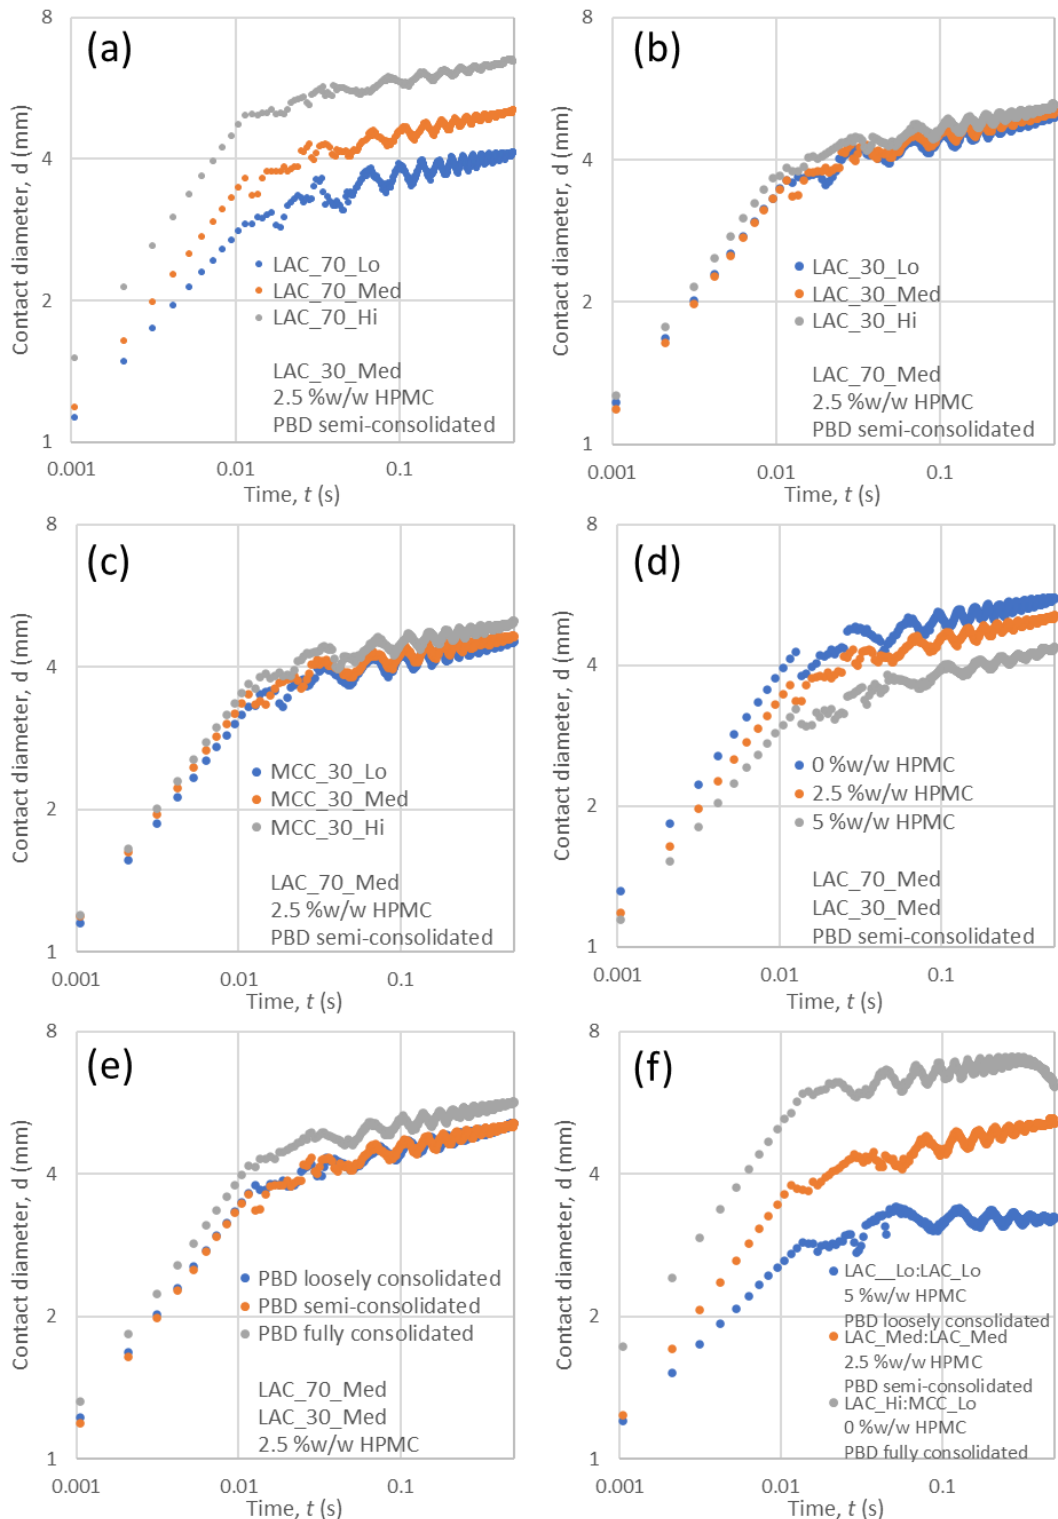 (a)
8
4
2
1
Contact diameter, d (mm)
LAC_70_Lo
LAC_70_Med
LAC_70_Hi
LAC_30_Med
2.5 %w/w HPMC
PBD semi-consolidated
0.001
0.01
0.1
Time, t (s)
(b)
8
4
2
1
Contact diameter, d (mm)
LAC_30_Lo
LAC_30_Med
LAC_30_Hi
LAC_70_Med
2.5 %w/w HPMC
PBD semi-consolidated
0.001
0.01
0.1
Time, t (s)
(c)
8
4
2
1
Contact diameter, d (mm)
MCC_30_Lo
MCC_30_Med
MCC_30_Hi
LAC_70_Med
2.5 %w/w HPMC
PBD semi-consolidated
0.001
0.01
0.1
Time, t (s)
(d)
8
4
2
1
Contact diameter, d (mm)
0 %w/w HPMC
2.5 %w/w HPMC
5 %w/w HPMC
LAC_70_Med
LAC_30_Med
PBD semi-consolidated
0.001
0.01
0.1
Time, t (s)
(e)
8
4
2
1
Contact diameter, d (mm)
PBD loosely consolidated
PBD semi-consolidated
PBD fully consolidated
LAC_70_Med
LAC_30_Med
2.5 %w/w HPMC
0.001
0.01
0.1
Time, t (s)
(f)
8
4
2
1
Contact diameter, d (mm)
LAC__Lo:LAC_Lo
5 %w/w HPMC
PBD loosely consolidated
LAC_Med:LAC_Med
2.5 %w/w HPMC
PBD semi-consolidated
LAC_Hi:MCC_Lo
0 %w/w HPMC
PBD fully consolidated
0.001
0.01
0.1
Time, t (s)